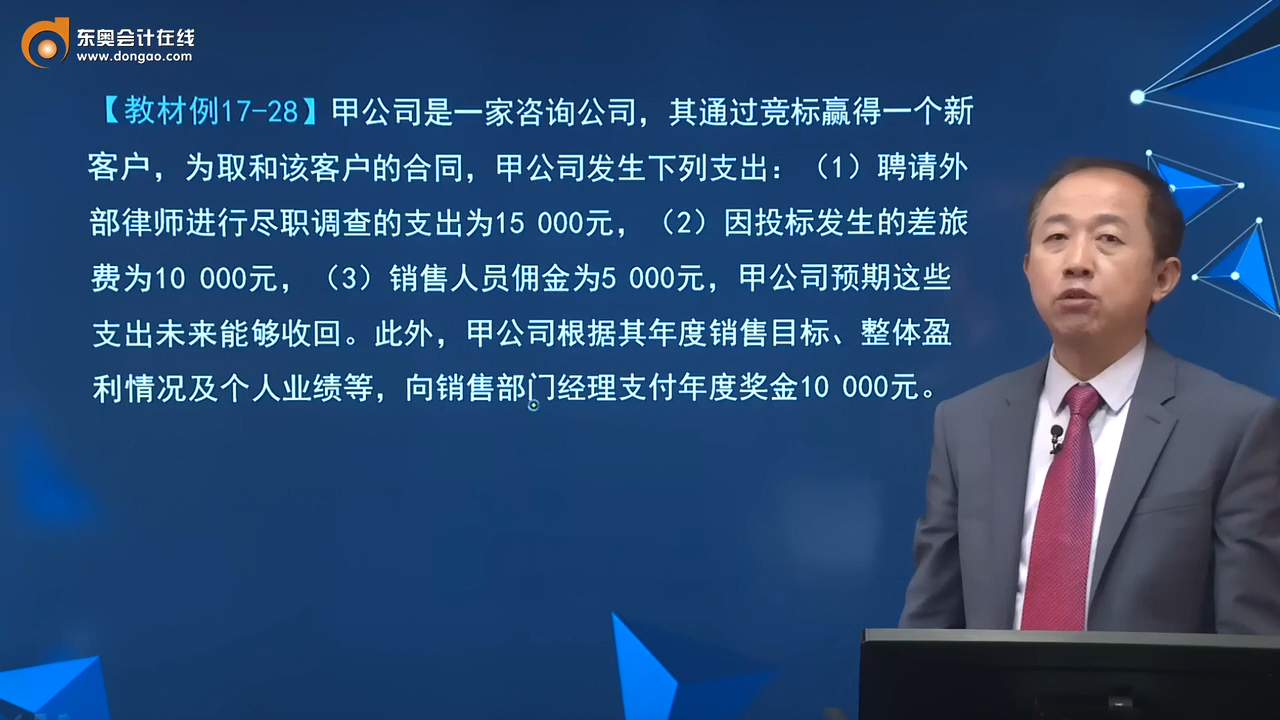 东奥会计在线
www.dongao.com
【教材例17-28】甲公司是一家咨询公司，其通过竞标赢得一个新
客户，为取和该客户的合同，甲公司发生下列支出：（1）聘请外
部律师进行尽职调查的支出为15 000元，（2）因投标发生的差旅
费为10 000元，（3）销售人员佣金为5 000元，甲公司预期这些
支出未来能够收回。此外，甲公司根据其年度销售目标、整体盈
利情况及个人业绩等，向销售部门经理支付年度奖金10 000元。